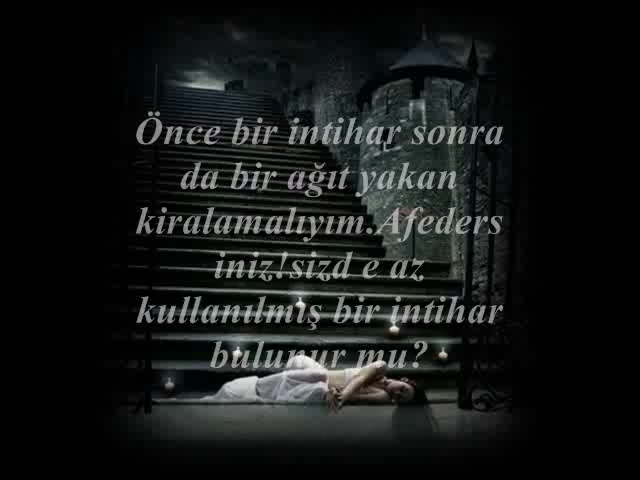 Önce bir intihar sonra
da bir ağıt yakan
kiralamalıyım.Afeders
iniz!sizd e az
kullanılmış bir intihar
bulunur mu?